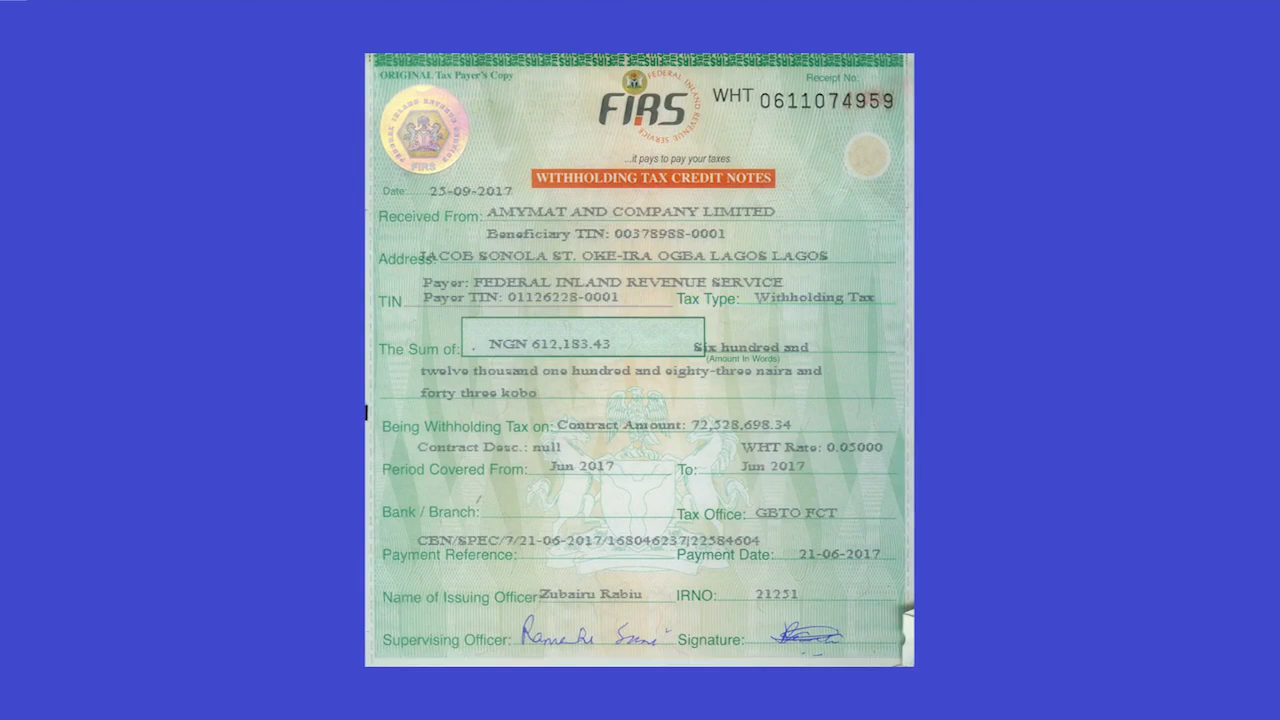 ORIGINAL Tax Payer's Copy
Receipt No:
WHT 0611074959
FEDERAL INLAND REVENUE SERVICE
FIRS
FIRS
...it pays to pay your taxes
WITHHOLDING TAX CREDIT NOTES
Date: 25-09-2017
Received From: AMYMAT AND COMPANY LIMITED
Beneficiary TIN: 00378988-0001
Address: JACOB SONOLA ST. OKE-IRA OGBA LAGOS LAGOS
Payer: FEDERAL INLAND REVENUE SERVICE
TIN Payer TIN: 01126228-0001 Tax Type: Withholding Tax
The Sum of: NGN 612,183.43 Six hundred and
(Amount In Words)
twelve thousand one hundred and eighty-three naira and
forty three kobo
Being Withholding Tax on: Contract Amount: 72,528,698.34
Contract Desc.: null WHT Rate: 0.05000
Period Covered From: Jun 2017 To: Jun 2017
Bank / Branch: Tax Office: GBTO FCT
CBN/SPEC/7/21-06-2017/168046237|22584604
Payment Reference: Payment Date: 21-06-2017
Name of Issuing Officer Zubairu Rabiu IRNO: 21251
Supervising Officer: Signature: